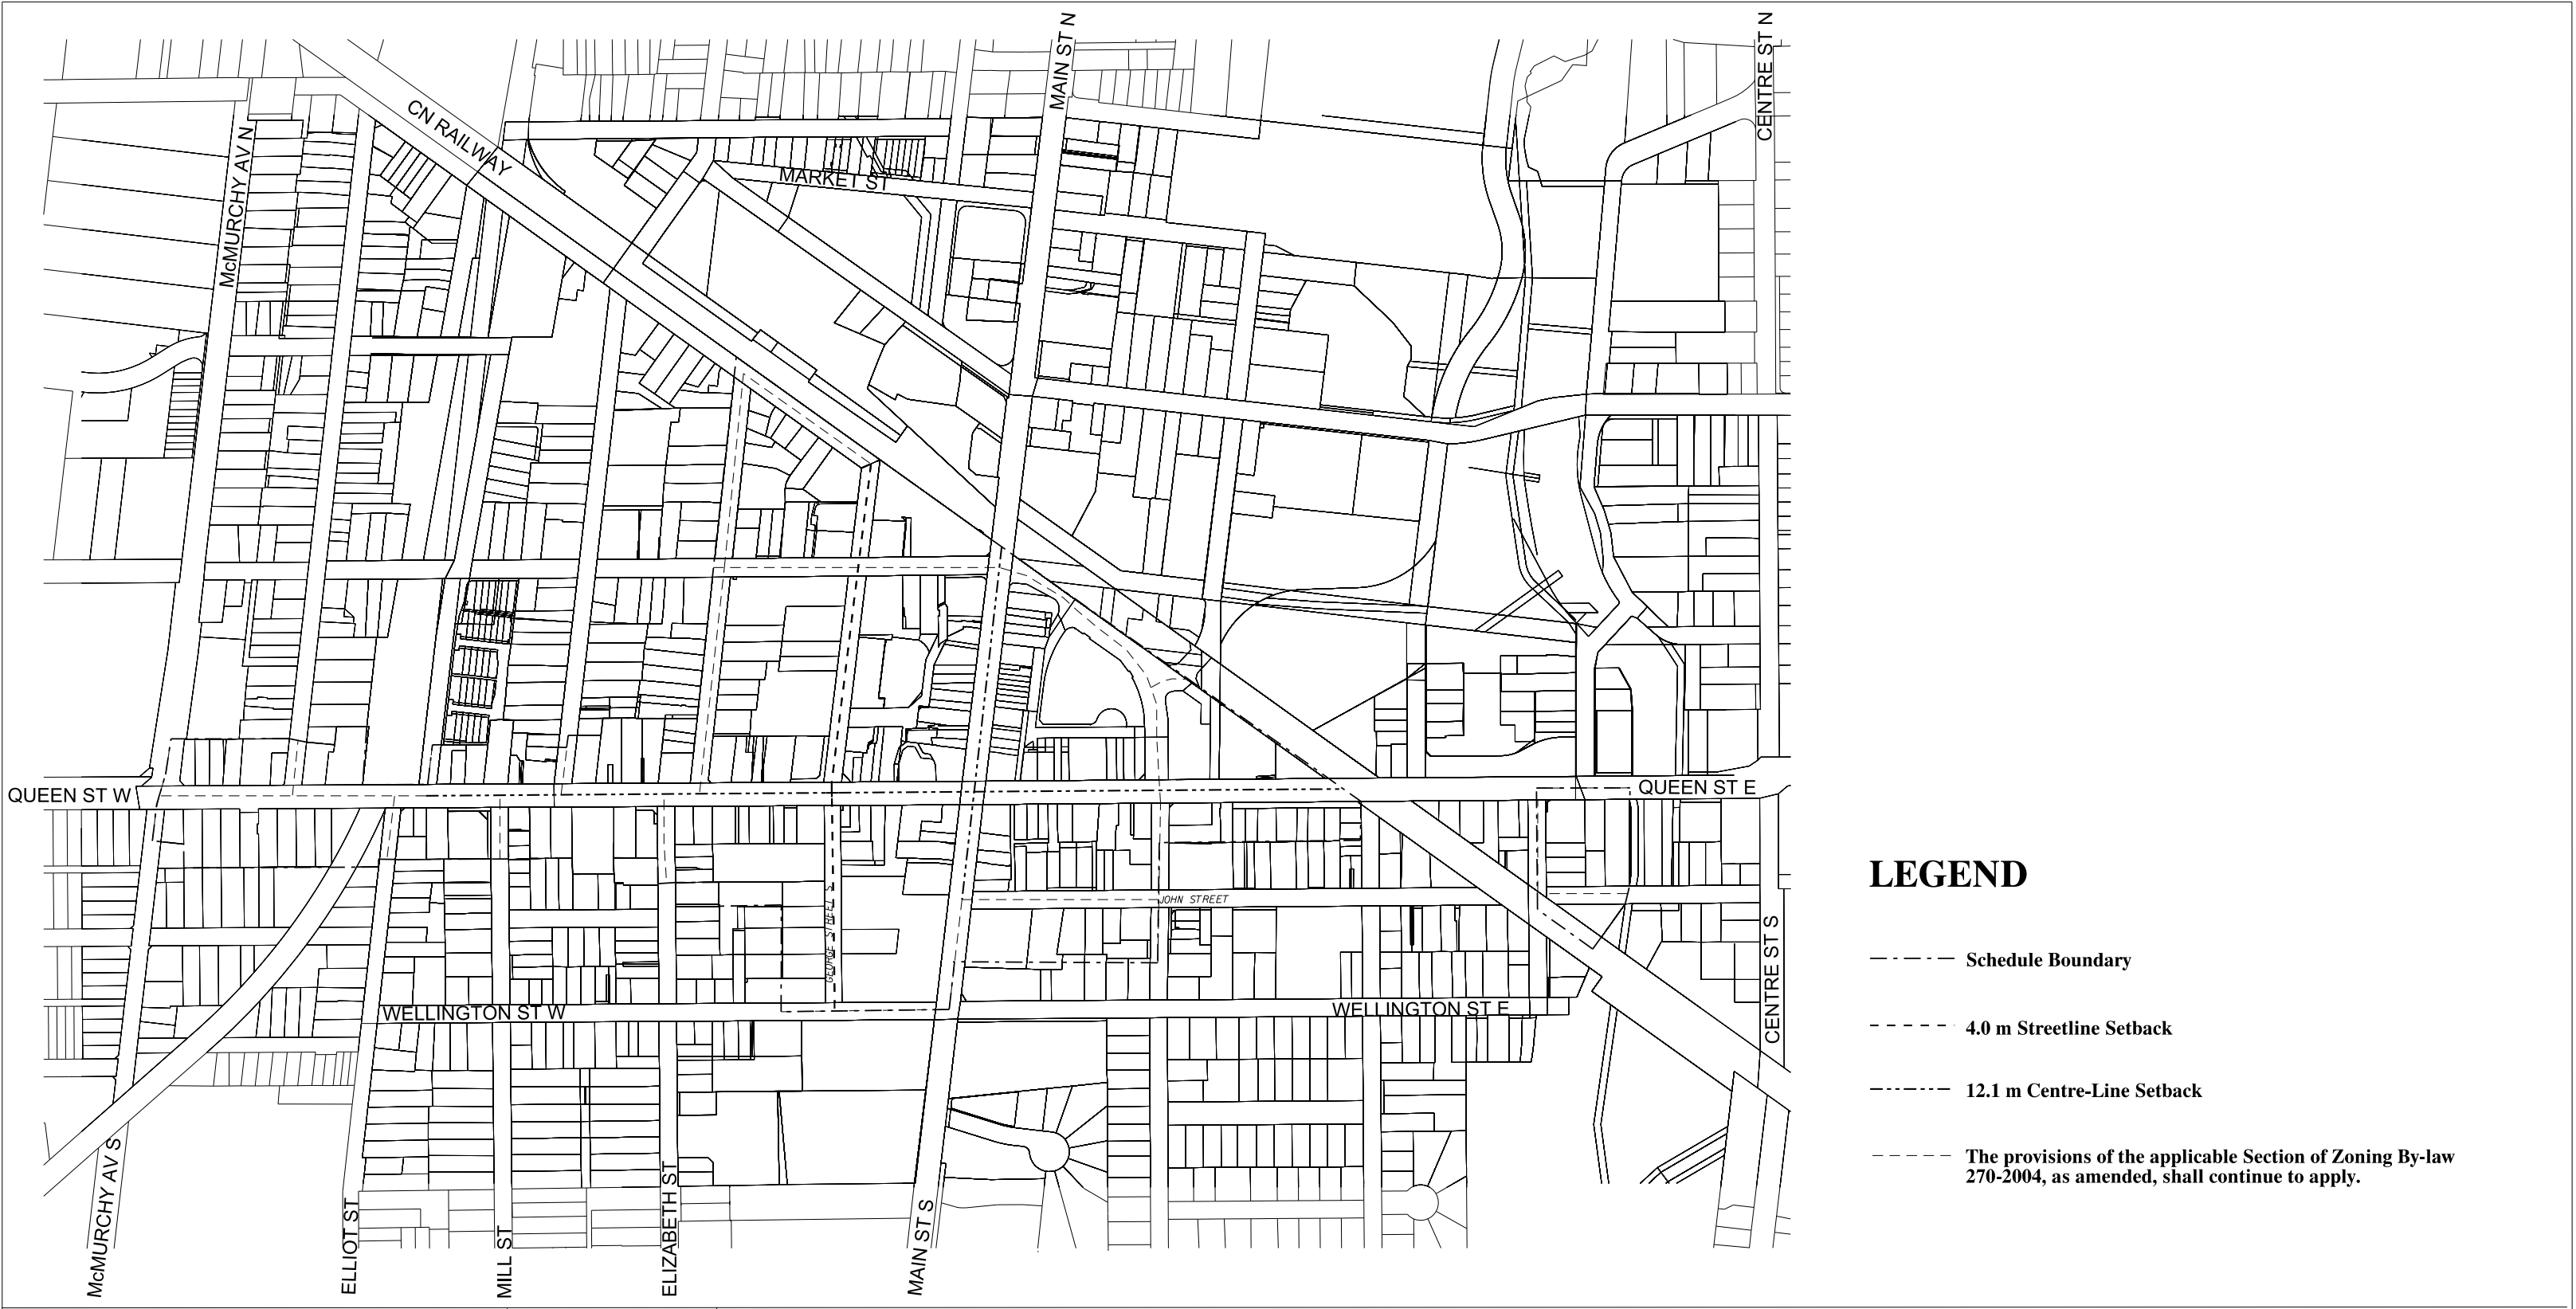 MAIN ST N
CENTRE ST N
CN RAILWAY
McMURCHY AV N
MARKET ST
QUEEN ST W
QUEEN ST E
JOHN STREET
GEORGE STREET S
WELLINGTON ST W
WELLINGTON ST E
CENTRE ST S
McMURCHY AV S
ELLIOT ST
MILL ST
ELIZABETH ST
MAIN ST S
LEGEND
Schedule Boundary
4.0 m Streetline Setback
12.1 m Centre-Line Setback
The provisions of the applicable Section of Zoning By-law
270-2004, as amended, shall continue to apply.